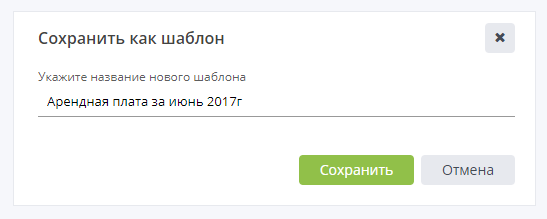 Сохранить как шаблон
Укажите название нового шаблона
Арендная плата за июнь 2017г
Сохранить Отмена